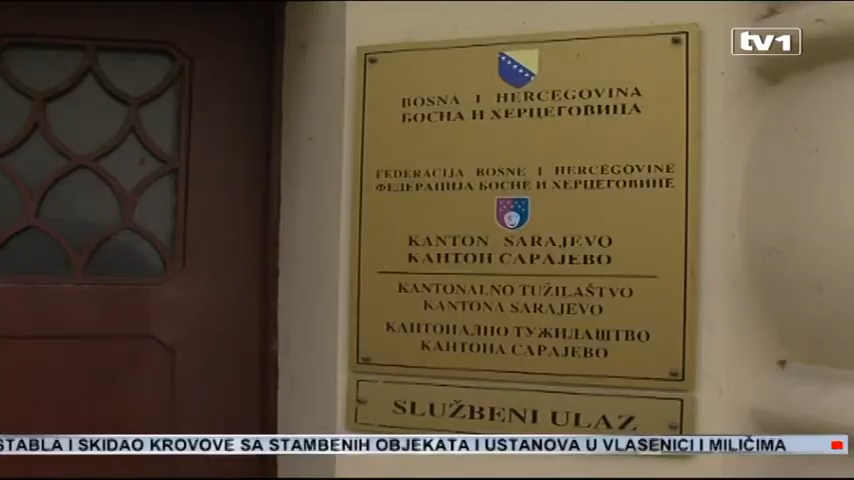 tv1
BOSNA I HERCEGOVINA
БОСНА И ХЕРЦЕГОВИНА
FEDERACIJA BOSNE I HERCEGOVINE
ФЕДЕРАЦИЈА БОСНЕ И ХЕРЦЕГОВИНЕ
KANTON SARAJEVO
КАНТОН САРАЈЕВО
KANTONALNO TUŽILAŠTVO
KANTONA SARAJEVO
КАНТОНАЛНО ТУЖИЛАШТВО
КАНТОНА САРАЈЕВО
SLUŽBENI ULAZ
STABLA I SKIDAO KROVOVE SA STAMBENIH OBJEKATA I USTANOVA U VLASENICI I MILIĆIMA